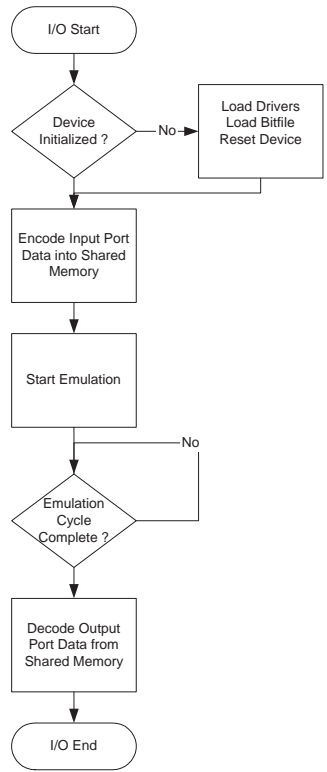 I/O Start
Device
Initialized ?
No
Load Drivers
Load Bitfile
Reset Device
Encode Input Port
Data into Shared
Memory
Start Emulation
No
Emulation
Cycle
Complete ?
Decode Output
Port Data from
Shared Memory
I/O End